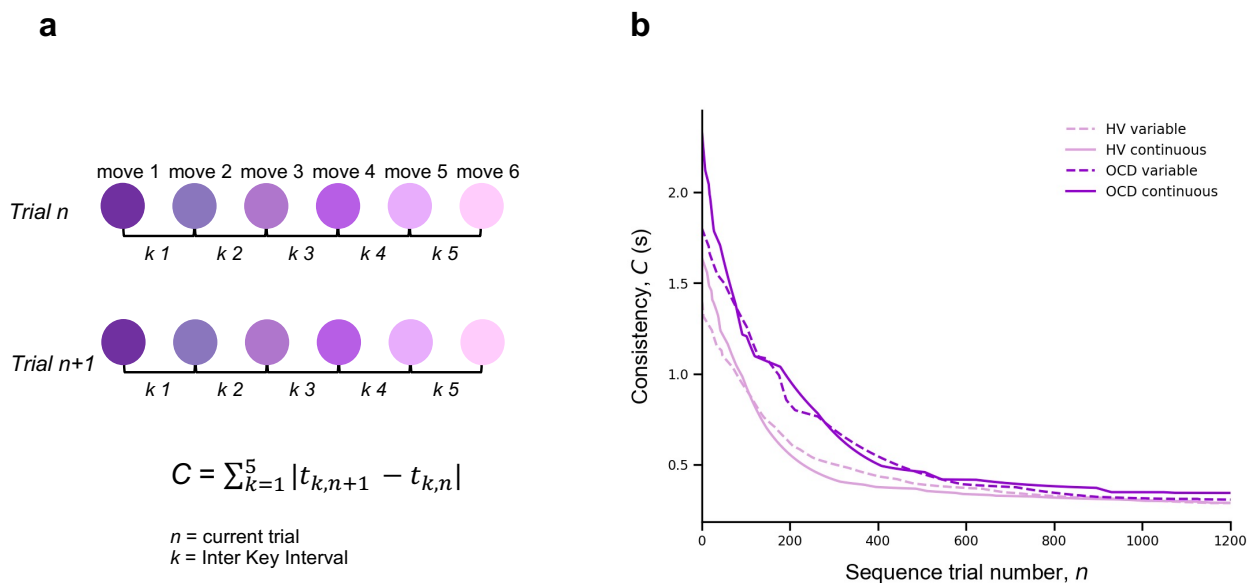 a
move 1 move 2 move 3 move 4 move 5 move 6
Trial n
k 1 k 2 k 3 k 4 k 5
Trial n+1
k 1 k 2 k 3 k 4 k 5
C = ∑⁵ₖ₌₁ |tₖ,ₙ₊₁ − tₖ,ₙ|
n = current trial
k = Inter Key Interval
b
HV variable
HV continuous
OCD variable
OCD continuous
Consistency, C (s)
2.0
1.5
1.0
0.5
0 200 400 600 800 1000 1200
Sequence trial number, n